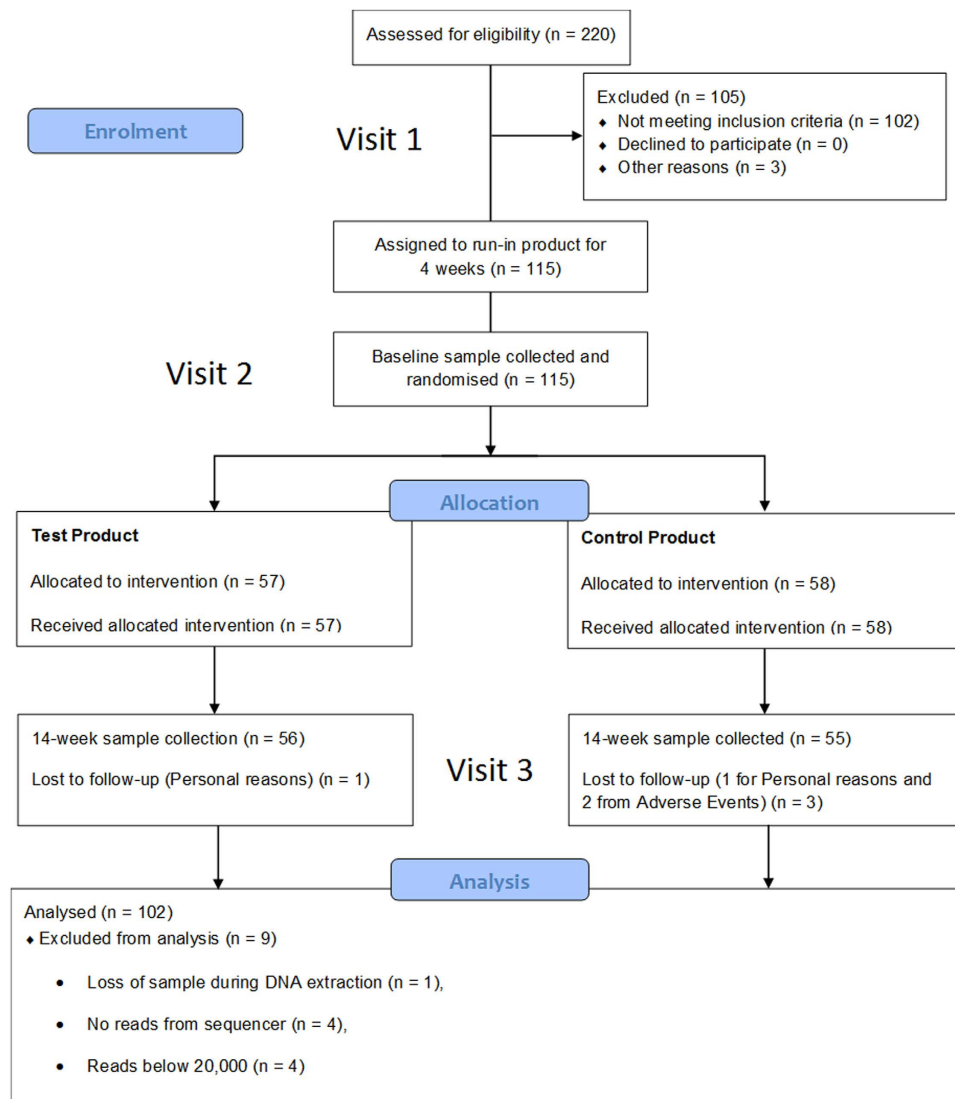 Assessed for eligibility (n = 220)
Enrolment
Visit 1
Excluded (n = 105)
⬥ Not meeting inclusion criteria (n = 102)
⬥ Declined to participate (n = 0)
⬥ Other reasons (n = 3)
Assigned to run-in product for
4 weeks (n = 115)
Visit 2
Baseline sample collected and
randomised (n = 115)
Allocation
Test Product
Allocated to intervention (n = 57)
Received allocated intervention (n = 57)
Control Product
Allocated to intervention (n = 58)
Received allocated intervention (n = 58)
14-week sample collection (n = 56)
Lost to follow-up (Personal reasons) (n = 1)
Visit 3
14-week sample collected (n = 55)
Lost to follow-up (1 for Personal reasons and
2 from Adverse Events) (n = 3)
Analysis
Analysed (n = 102)
⬥ Excluded from analysis (n = 9)
• Loss of sample during DNA extraction (n = 1),
• No reads from sequencer (n = 4),
• Reads below 20,000 (n = 4)